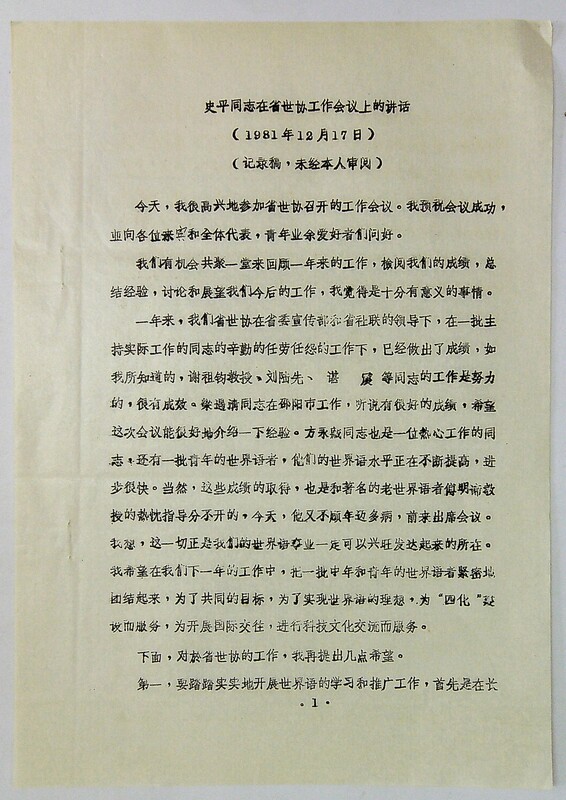 史平同志在省世协工作会议上的讲话
（1981年12月17日）
（记录稿，未经本人审阅）
今天，我很高兴地参加省世协召开的工作会议。我预祝会议成功，
并向各位来宾和全体代表，青年业余爱好者们问好。
我们有机会共聚一堂来回顾一年来的工作，检阅我们的成绩，总
结经验，讨论和展望我们今后的工作，我觉得是十分有意义的事情。
一年来，我们省世协在省委宣传部和省社联的领导下，在一批主
持实际工作的同志的辛勤的任劳任怨的工作下，已经做出了成绩，如
我所知道的，谢祖钧教授、刘陆先、谌 展等同志的工作是努力
的，很有成效。梁遇清同志在邵阳市工作，听说有很好的成绩，希望
这次会议能很好地介绍一下经验。方永毅同志也是一位热心工作的同
志，还有一批青年的世界语者，他们的世界语水平正在不断提高，进
步很快。当然，这些成绩的取得，也是和著名的老世界语者 教
授的热忱指导分不开的，今天，他又不顾年迈多病，前来出席会议。
我想，这一切正是我们的世界语事业一定可以兴旺发达起来的所在。
我希望在我们下一年的工作中，把一批中年和青年的世界语者紧密地
团结起来，为了共同的目标，为了实现世界语的理想，为“四化”建
设而服务，为开展国际交往，进行科技文化交流而服务。
下面，对於省世协的工作，我再提出几点希望。
第一，要踏踏实实地开展世界语的学习和推广工作，首先是在长
·1·